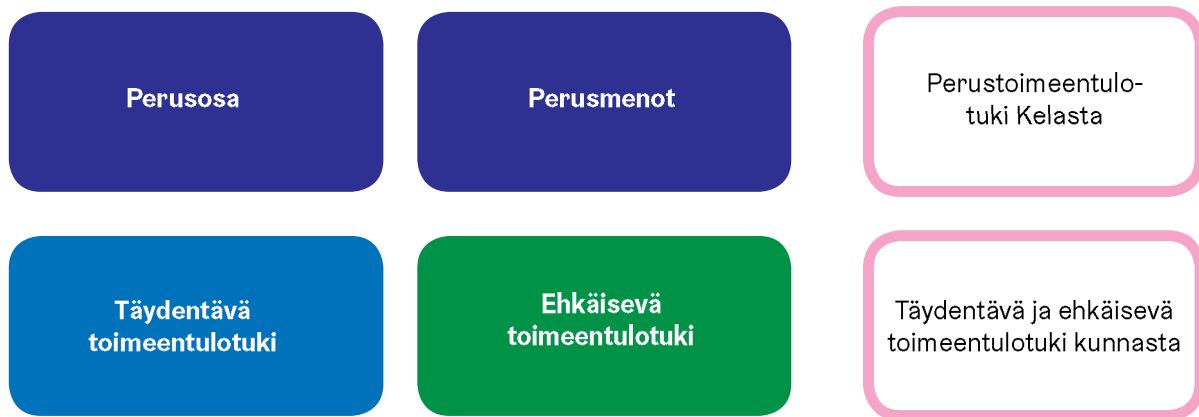 Perusosa
Perusmenot
Perustoimeentulo-
tuki Kelasta
Täydentävä
toimeentulotuki
Ehkäisevä
toimeentulotuki
Täydentävä ja ehkäisevä
toimeentulotuki kunnasta